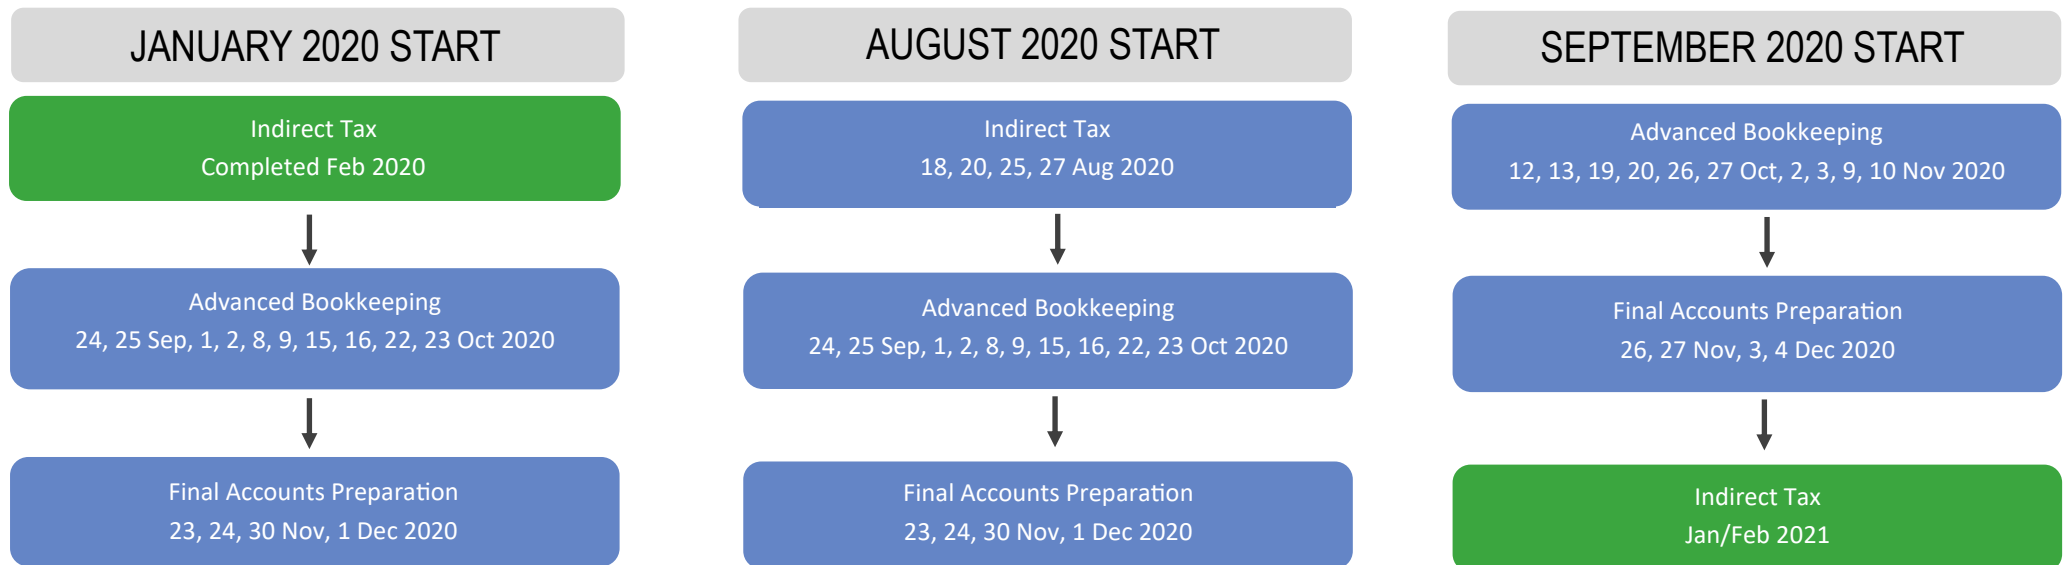 JANUARY 2020 START
Indirect Tax
Completed Feb 2020
Advanced Bookkeeping
24, 25 Sep, 1, 2, 8, 9, 15, 16, 22, 23 Oct 2020
Final Accounts Preparation
23, 24, 30 Nov, 1 Dec 2020
AUGUST 2020 START
Indirect Tax
18, 20, 25, 27 Aug 2020
Advanced Bookkeeping
24, 25 Sep, 1, 2, 8, 9, 15, 16, 22, 23 Oct 2020
Final Accounts Preparation
23, 24, 30 Nov, 1 Dec 2020
SEPTEMBER 2020 START
Advanced Bookkeeping
12, 13, 19, 20, 26, 27 Oct, 2, 3, 9, 10 Nov 2020
Final Accounts Preparation
26, 27 Nov, 3, 4 Dec 2020
Indirect Tax
Jan/Feb 2021